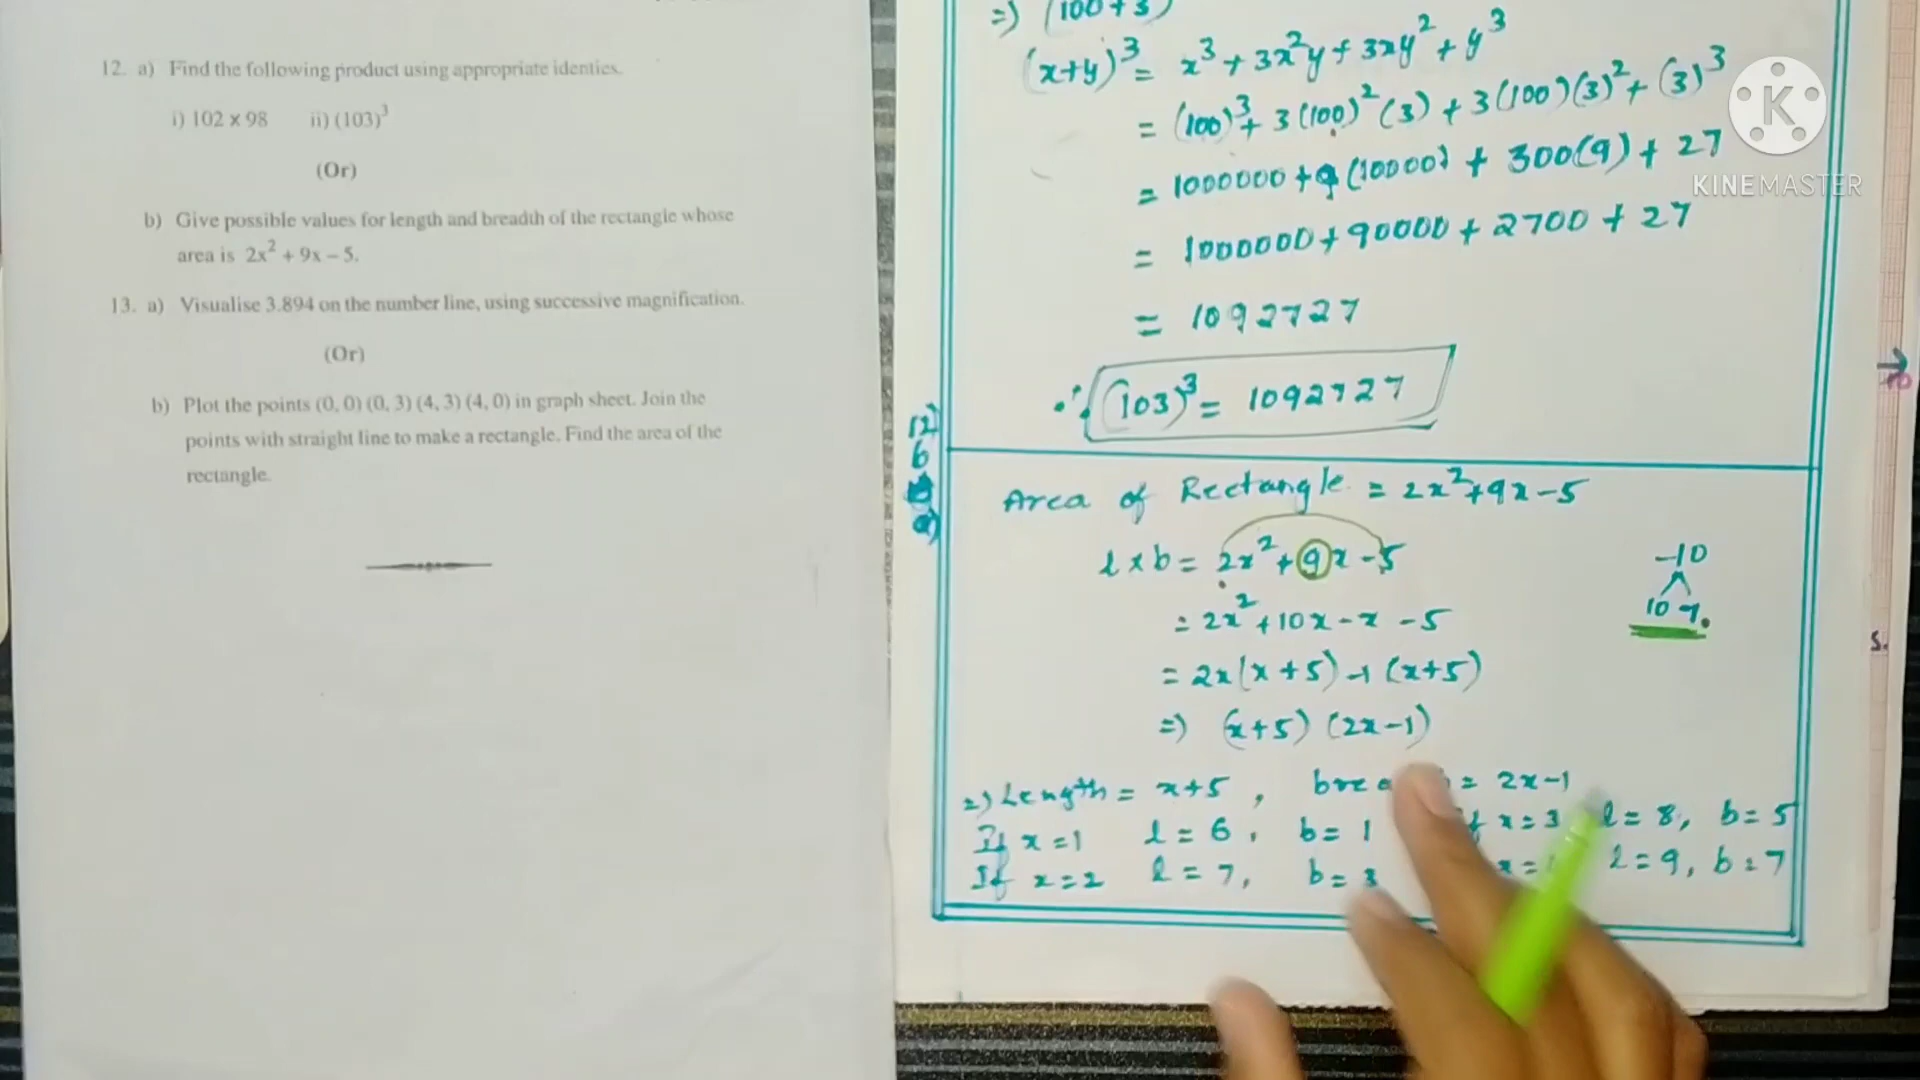 12. a) Find the following product using appropriate identies.
i) 102 x 98 ii) (103)³
(Or)
b) Give possible values for length and breadth of the rectangle whose
area is 2x² + 9x – 5.
13. a) Visualise 3.894 on the number line, using successive magnification.
(Or)
b) Plot the points (0, 0) (0, 3) (4, 3) (4, 0) in graph sheet. Join the
points with straight line to make a rectangle. Find the area of the
rectangle.
=) (100+3)
(x+y)³ = x³ + 3x²y + 3xy² + y³
= (100)³ + 3(100)²(3) + 3(100)(3)² + (3)³
= 1000000 + 9(10000) + 300(9) + 27
= 1000000 + 90000 + 2700 + 27
= 1092727
∴ (103)³ = 1092727
K
KINEMASTER
12)
b
a)
Area of Rectangle = 2x²+9x-5
l x b = 2x² + 9x - 5
= 2x² + 10x - x - 5
= 2x(x+5) -1 (x+5)
=) (x+5) (2x-1)
-10
10
=) Length = x+5, = 2x-1
If x=1 l = 6, b = 1 x=3 l = 8, b = 5
If x=2 l = 7, b = 3 l = 9, b = 7
s.